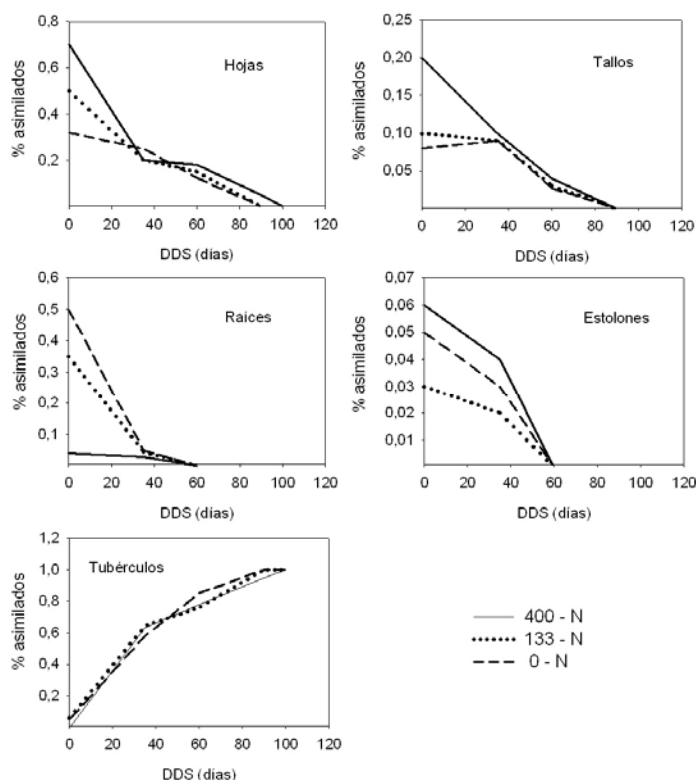 0,8
0,6
0,4
0,2
% asimilados
Hojas
0 20 40 60 80 100 120
DDS (días)
0,25
0,20
0,15
0,10
0,05
% asimilados
Tallos
0 20 40 60 80 100 120
DDS (días)
0,6
0,5
0,4
0,3
0,2
0,1
% asimilados
Raices
0 20 40 60 80 100 120
DDS (días)
0,07
0,06
0,05
0,04
0,03
0,02
0,01
% asimilados
Estolones
0 20 40 60 80 100 120
DDS (días)
1,2
1,0
0,8
0,6
0,4
0,2
% asimilados
Tubérculos
0 20 40 60 80 100 120
DDS (días)
400 - N
133 - N
0 - N